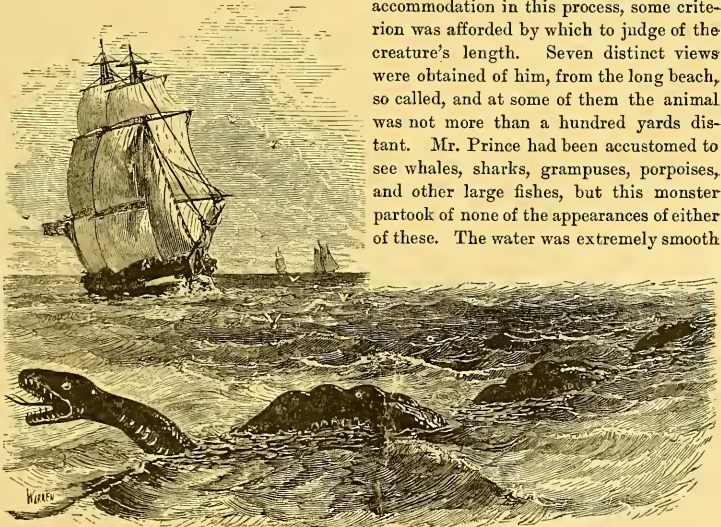 accommodation in this process, some crite-
rion was afforded by which to judge of the
creature's length. Seven distinct views
were obtained of him, from the long beach,
so called, and at some of them the animal
was not more than a hundred yards dis-
tant. Mr. Prince had been accustomed to
see whales, sharks, grampuses, porpoises,
and other large fishes, but this monster
partook of none of the appearances of either
of these. The water was extremely smooth
WARREN